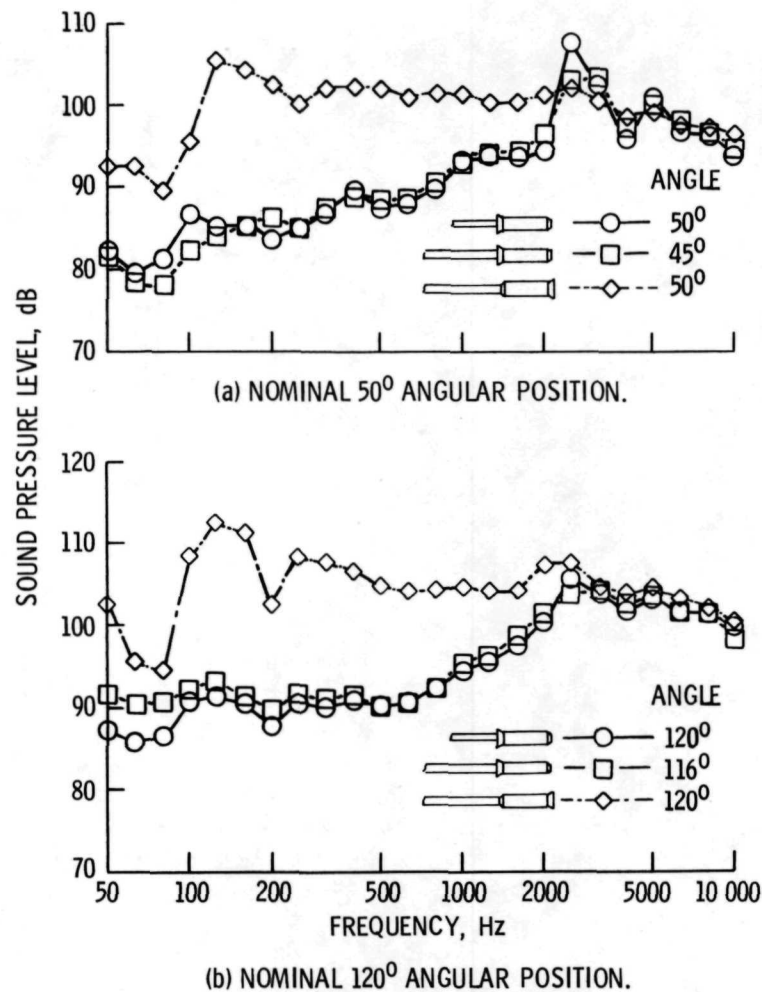 110
100
90
80
70
ANGLE
50⁰
45⁰
50⁰
(a) NOMINAL 50⁰ ANGULAR POSITION.
SOUND PRESSURE LEVEL, dB
120
110
100
90
80
70
ANGLE
120⁰
116⁰
120⁰
50 100 200 500 1000 2000 5000 10 000
FREQUENCY, Hz
(b) NOMINAL 120⁰ ANGULAR POSITION.